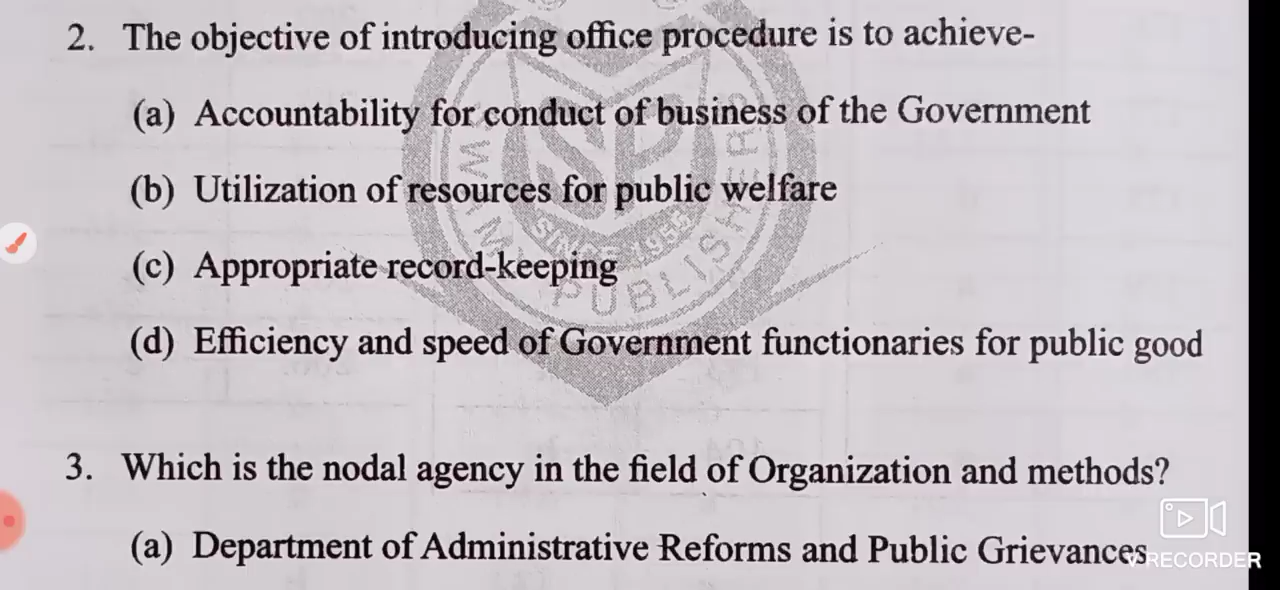 2. The objective of introducing office procedure is to achieve-
(a) Accountability for conduct of business of the Government
(b) Utilization of resources for public welfare
(c) Appropriate record-keeping
(d) Efficiency and speed of Government functionaries for public good
SINCE 1985
PUBLISHERS
3. Which is the nodal agency in the field of Organization and methods?
(a) Department of Administrative Reforms and Public Grievances
V RECORDER